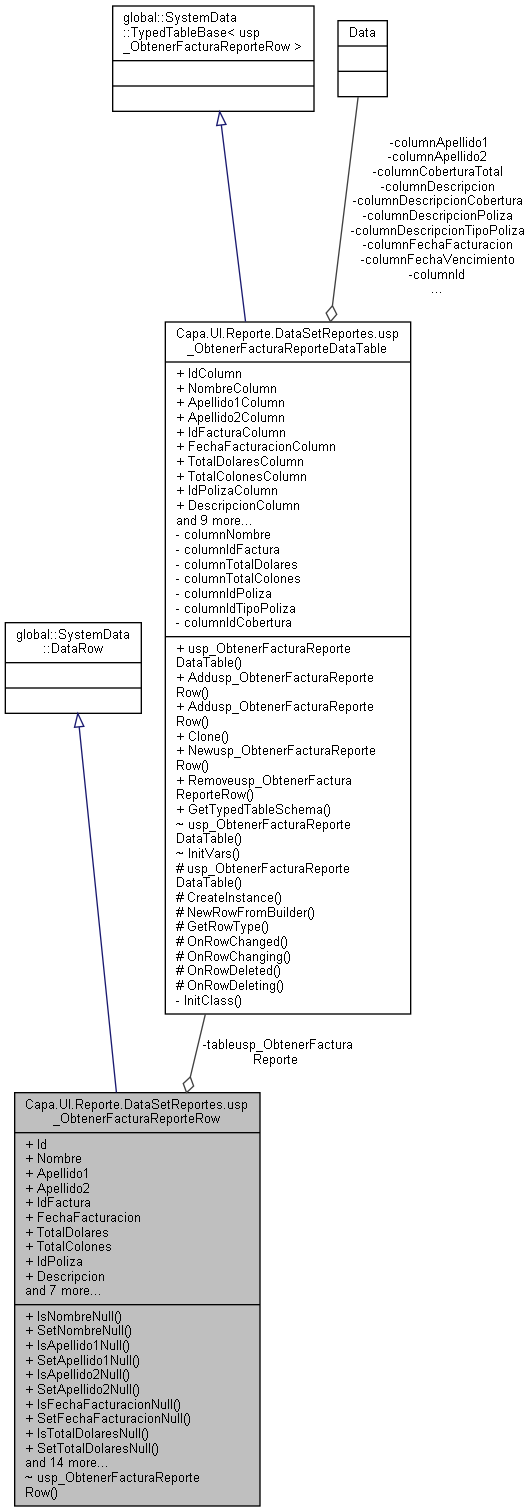 global::SystemData
::TypedTableBase< usp
_ObtenerFacturaReporteRow >
Data
-columnApellido1
-columnApellido2
-columnCoberturaTotal
-columnDescripcion
-columnDescripcionCobertura
-columnDescripcionPoliza
-columnDescripcionTipoPoliza
-columnFechaFacturacion
-columnFechaVencimiento
-columnId
...
Capa.UI.Reporte.DataSetReportes.usp
_ObtenerFacturaReporteDataTable
+ IdColumn
+ NombreColumn
+ Apellido1Column
+ Apellido2Column
+ IdFacturaColumn
+ FechaFacturacionColumn
+ TotalDolaresColumn
+ TotalColonesColumn
+ IdPolizaColumn
+ DescripcionColumn
and 9 more...
- columnNombre
- columnIdFactura
- columnTotalDolares
- columnTotalColones
- columnIdPoliza
- columnIdTipoPoliza
- columnIdCobertura
+ usp_ObtenerFacturaReporte
DataTable()
+ Addusp_ObtenerFacturaReporte
Row()
+ Addusp_ObtenerFacturaReporte
Row()
+ Clone()
+ Newusp_ObtenerFacturaReporte
Row()
+ Removeusp_ObtenerFactura
ReporteRow()
+ GetTypedTableSchema()
~ usp_ObtenerFacturaReporte
DataTable()
~ InitVars()
# usp_ObtenerFacturaReporte
DataTable()
# CreateInstance()
# NewRowFromBuilder()
# GetRowType()
# OnRowChanged()
# OnRowChanging()
# OnRowDeleted()
# OnRowDeleting()
- InitClass()
global::SystemData
::DataRow
-tableusp_ObtenerFactura
Reporte
Capa.UI.Reporte.DataSetReportes.usp
_ObtenerFacturaReporteRow
+ Id
+ Nombre
+ Apellido1
+ Apellido2
+ IdFactura
+ FechaFacturacion
+ TotalDolares
+ TotalColones
+ IdPoliza
+ Descripcion
and 7 more...
+ IsNombreNull()
+ SetNombreNull()
+ IsApellido1Null()
+ SetApellido1Null()
+ IsApellido2Null()
+ SetApellido2Null()
+ IsFechaFacturacionNull()
+ SetFechaFacturacionNull()
+ IsTotalDolaresNull()
+ SetTotalDolaresNull()
and 14 more...
~ usp_ObtenerFacturaReporte
Row()